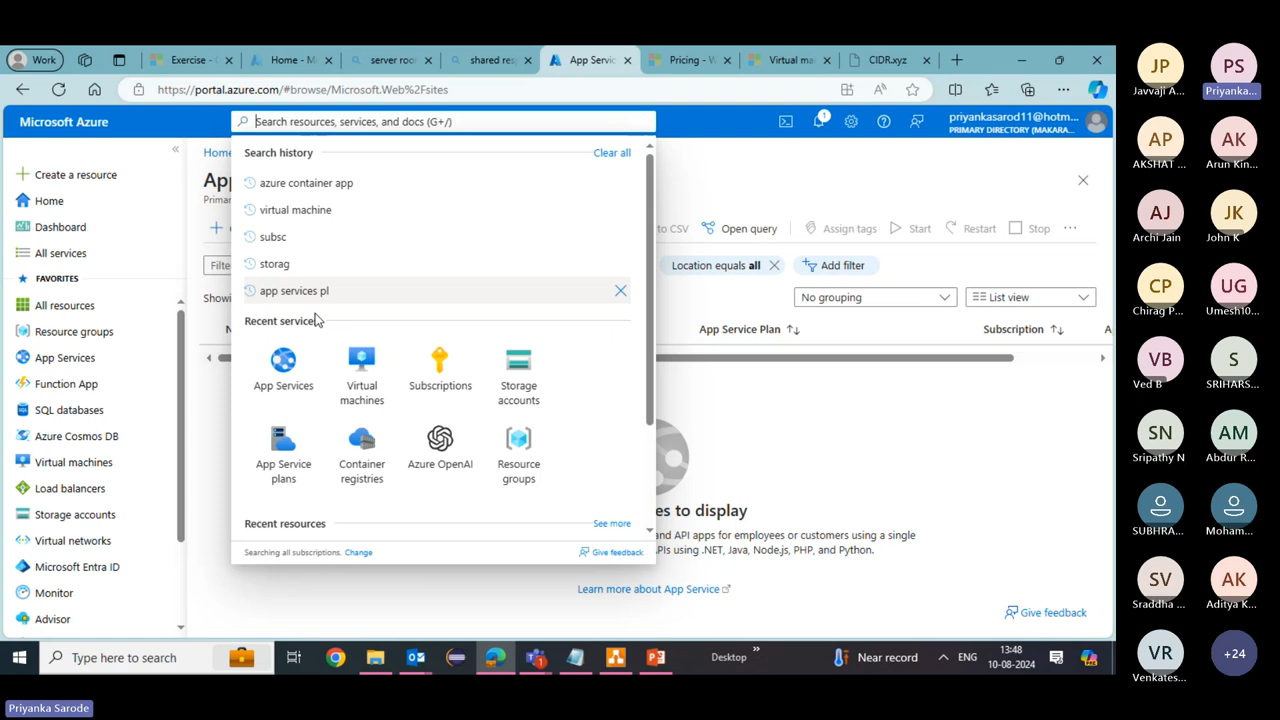 Work
Exercise -
Home - M
server roo
shared res
App Servic
Pricing - V
Virtual ma
CIDR.xyz
https://portal.azure.com/#browse/Microsoft.Web%2Fsites
Microsoft Azure
Search resources, services, and docs (G+/)
1
priyankasarod11@hotm...
PRIMARY DIRECTORY (MAKARA...
Create a resource
Home
Dashboard
All services
FAVORITES
All resources
Resource groups
App Services
Function App
SQL databases
Azure Cosmos DB
Virtual machines
Load balancers
Storage accounts
Virtual networks
Microsoft Entra ID
Monitor
Advisor
Home
App
Primar
Filte
Showi
N
Search history
Clear all
azure container app
virtual machine
subsc
storag
app services pl
Recent services
App Services
Virtual machines
Subscriptions
Storage accounts
App Service plans
Container registries
Azure OpenAI
Resource groups
Recent resources
See more
Searching all subscriptions. Change
Give feedback
to CSV
Open query
Assign tags
Start
Restart
Stop
Location equals all
Add filter
No grouping
List view
App Service Plan
Subscription
A
es to display
and API apps for employees or customers using a single
PIs using .NET, Java, Node.js, PHP, and Python.
Learn more about App Service
Give feedback
Type here to search
1
Desktop
Near record
ENG
13:48
10-08-2024
Priyanka Sarode
JP
Javvaji A...
PS
Priyanka...
AP
AKSHAT ...
AK
Arun Kin...
AJ
Archi Jain
JK
John K
CP
Chirag P...
UG
Umesh10...
VB
Ved B
S
SRIHARS...
SN
Sripathy N
AM
Abdur R...
SUBHRA...
Moham...
SV
Sraddha ...
AK
Aditya K...
VR
Venkates...
+24